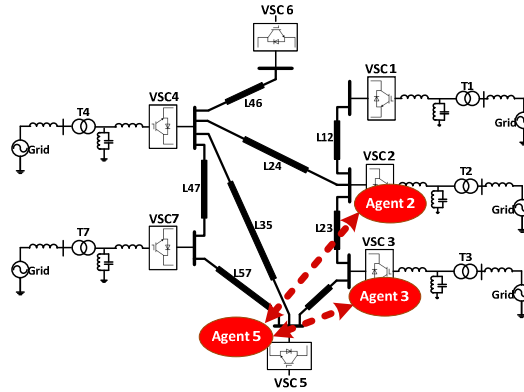 VSC 6
VSC 1
T1
VSC4
T4
L46
Grid
L12
Grid
L24
VSC 2
T2
L47
Agent 2
Grid
L35
VSC7
L23
T7
VSC 3
T3
L57
Agent 3
Grid
Grid
Agent 5
VSC 5